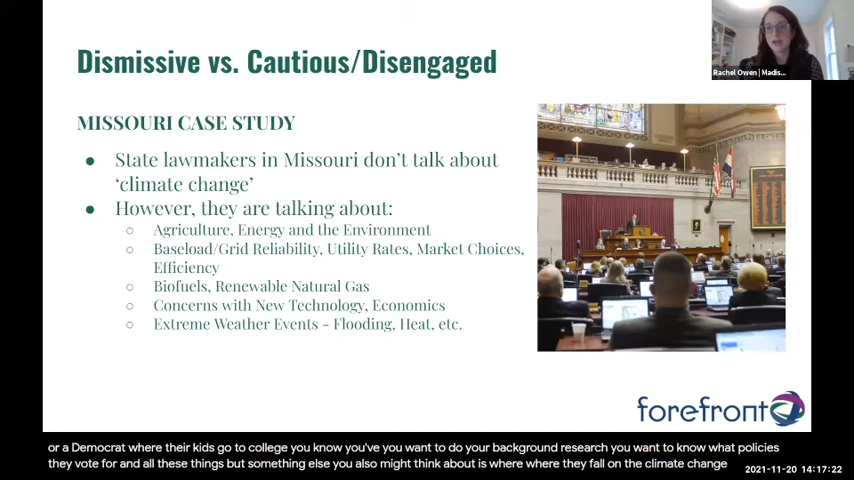 Rachel Owen | Madis...
Dismissive vs. Cautious/Disengaged
MISSOURI CASE STUDY
● State lawmakers in Missouri don't talk about
'climate change'
● However, they are talking about:
○ Agriculture, Energy and the Environment
○ Baseload/Grid Reliability, Utility Rates, Market Choices,
Efficiency
○ Biofuels, Renewable Natural Gas
○ Concerns with New Technology, Economics
○ Extreme Weather Events - Flooding, Heat, etc.
forefront
or a Democrat where their kids go to college you know you've you want to do your background research you want to know what policies
they vote for and all these things but something else you also might think about is where where they fall on the climate change
2021-11-20 14:17:22